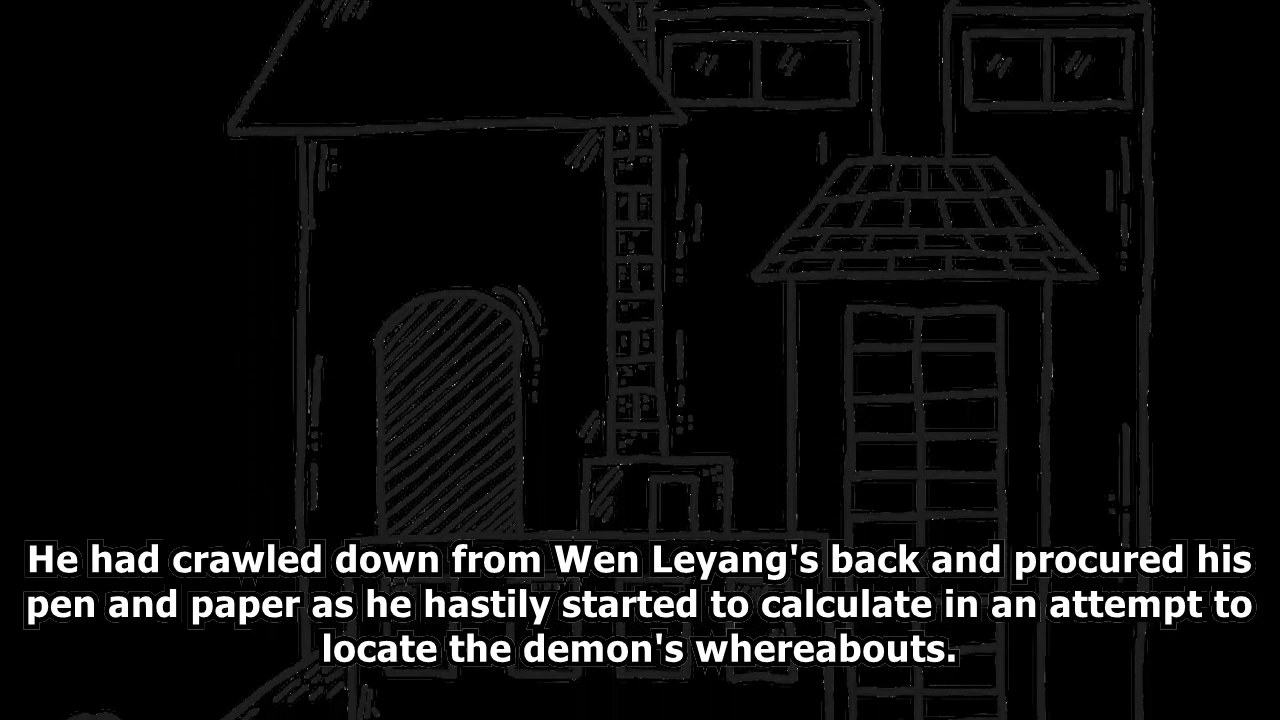 He had crawled down from Wen Leyang's back and procured his
pen and paper as he hastily started to calculate in an attempt to
locate the demon's whereabouts.